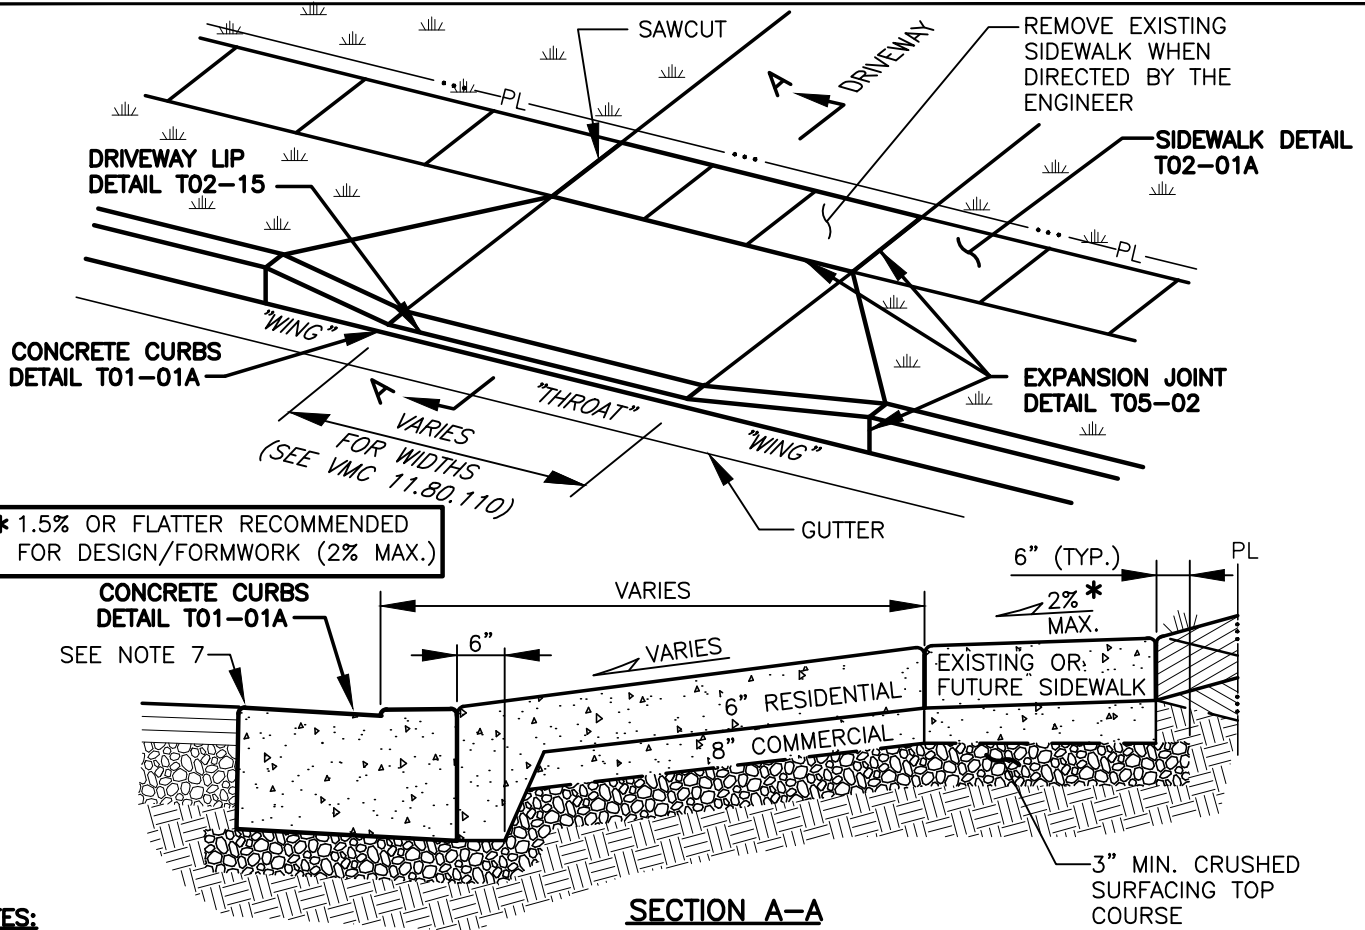 SAWCUT
REMOVE EXISTING
SIDEWALK WHEN
DIRECTED BY THE
ENGINEER
A
DRIVEWAY
PL
DRIVEWAY LIP
DETAIL T02-15
SIDEWALK DETAIL
T02-01A
PL
"WING"
CONCRETE CURBS
DETAIL T01-01A
A
"THROAT"
VARIES
FOR WIDTHS
(SEE VMC 11.80.110)
"WING"
EXPANSION JOINT
DETAIL T05-02
GUTTER
* 1.5% OR FLATTER RECOMMENDED
FOR DESIGN/FORMWORK (2% MAX.)
6" (TYP.)
PL
CONCRETE CURBS
DETAIL T01-01A
VARIES
2% *
MAX.
SEE NOTE 7
6"
VARIES
EXISTING OR
FUTURE SIDEWALK
6" RESIDENTIAL
8" COMMERCIAL
3" MIN. CRUSHED
SURFACING TOP
COURSE
SECTION A-A
TES: